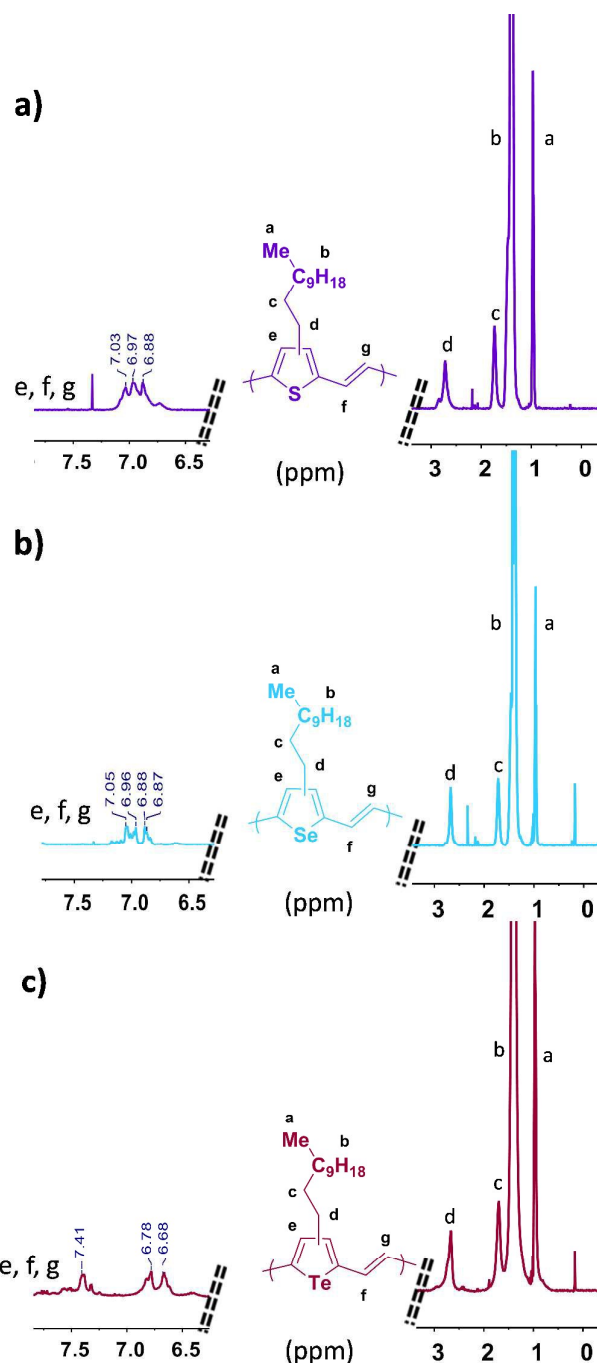 a)
b
a
a
Me
b
C9H18
c
d
e
g
S
f
7.03
6.97
6.88
e, f, g
d
c
7.5 7.0 6.5
(ppm)
3 2 1 0
b)
b
a
a
Me
b
C9H18
c
d
e
g
Se
f
7.05
6.96
6.88
6.87
e, f, g
d
c
7.5 7.0 6.5
(ppm)
3 2 1 0
c)
b
a
a
Me
b
C9H18
c
d
e
g
Te
f
7.41
6.78
6.68
e, f, g
d
c
7.5 7.0 6.5
(ppm)
3 2 1 0